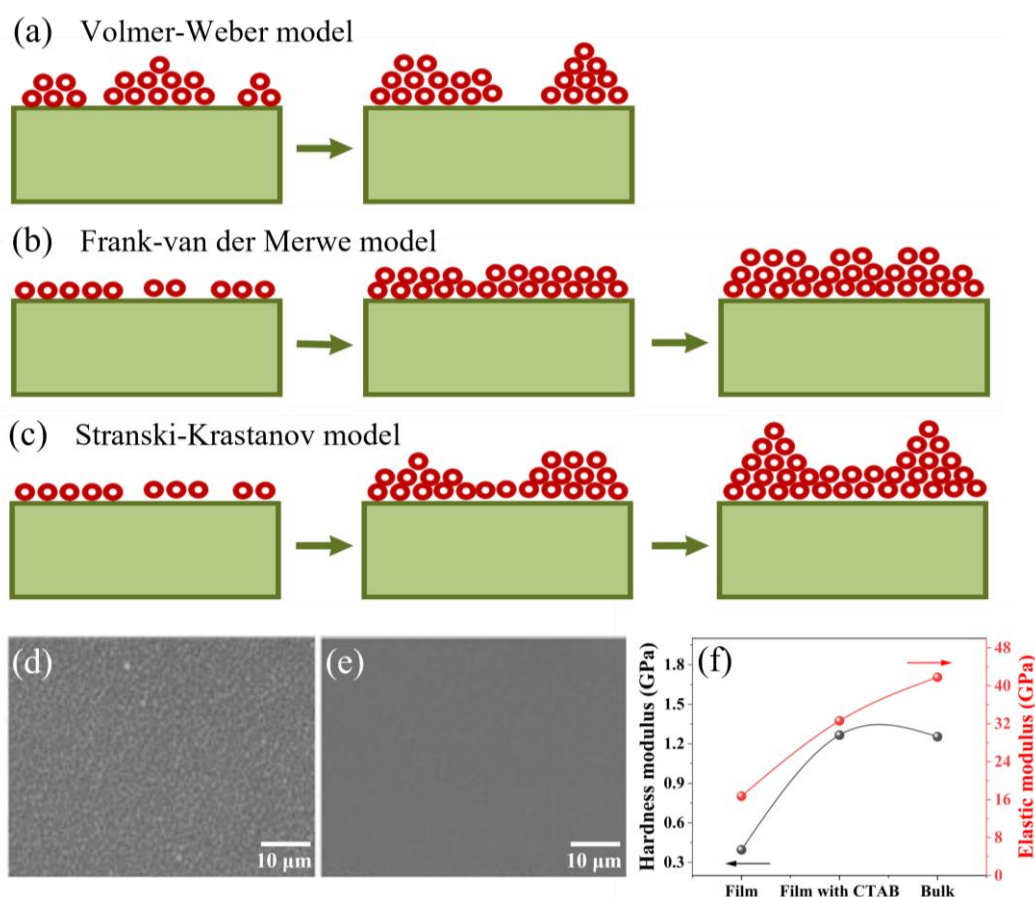 (a) Volmer-Weber model
(b) Frank-van der Merwe model
(c) Stranski-Krastanov model
(d)
10 μm
(e)
10 μm
(f)
Hardness modulus (GPa)
1.8
1.5
1.2
0.9
0.6
0.3
48
40
32
24
16
8
0
Elastic modulus (GPa)
Film
Film with CTAB
Bulk